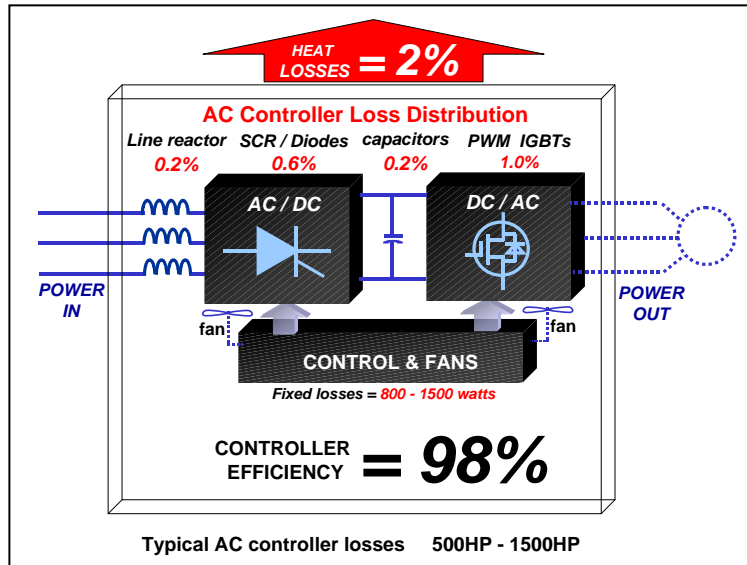 HEAT
LOSSES = 2%
AC Controller Loss Distribution
Line reactor SCR / Diodes capacitors PWM IGBTs
0.2% 0.6% 0.2% 1.0%
AC / DC DC / AC
POWER
IN
POWER
OUT
fan fan
CONTROL & FANS
Fixed losses = 800 - 1500 watts
CONTROLLER
EFFICIENCY = 98%
Typical AC controller losses 500HP - 1500HP